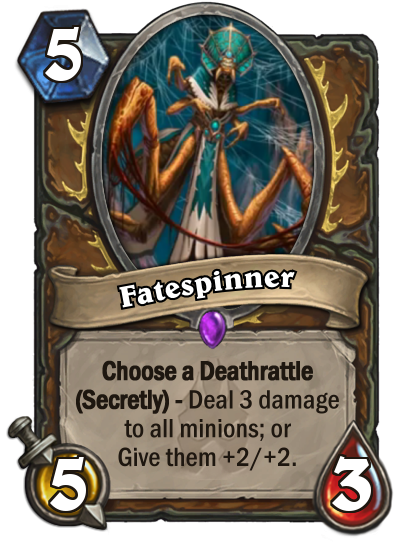 5
Fatespinner
Choose a Deathrattle
(Secretly) - Deal 3 damage
to all minions; or
Give them +2/+2.
5
3